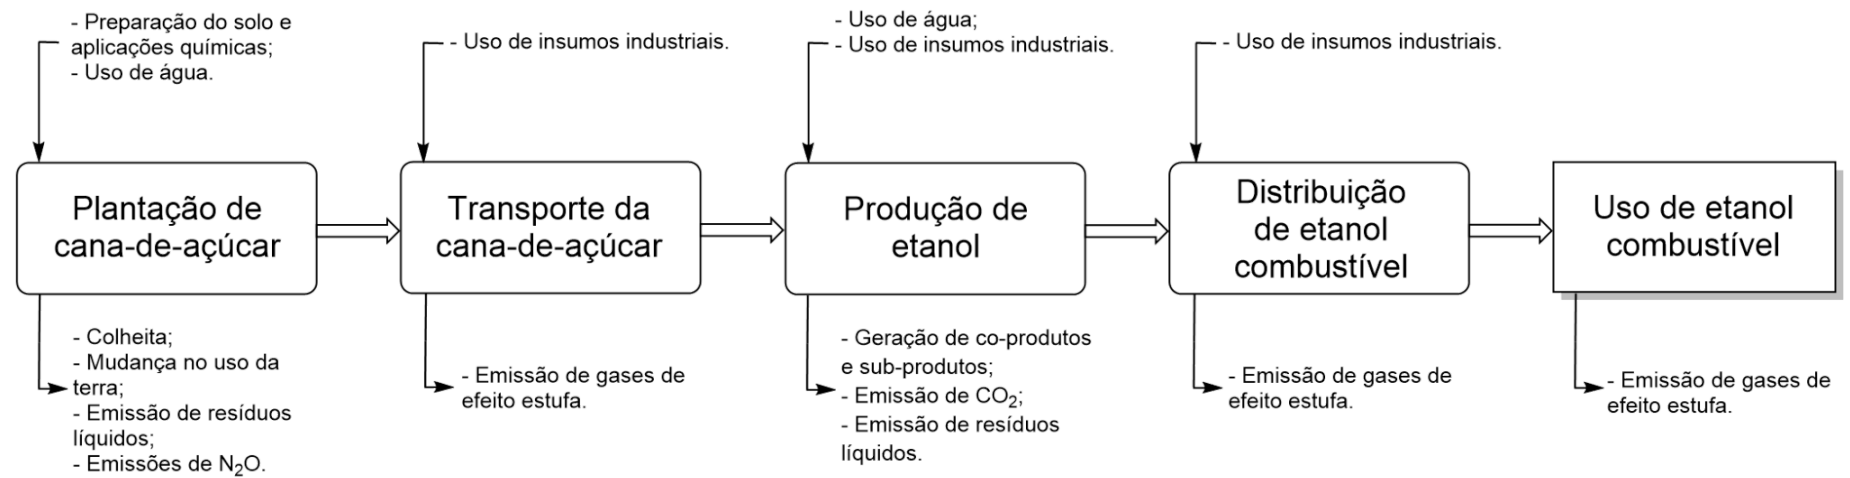 - Preparação do solo e
aplicações químicas;
- Uso de água.
- Uso de insumos industriais.
- Uso de água;
- Uso de insumos industriais.
- Uso de insumos industriais.
Plantação de
cana-de-açúcar
Transporte da
cana-de-açúcar
Produção de
etanol
Distribuição
de etanol
combustível
Uso de etanol
combustível
- Colheita;
- Mudança no uso da
terra;
- Emissão de resíduos
líquidos;
- Emissões de N₂O.
- Emissão de gases de
efeito estufa.
- Geração de co-produtos
e sub-produtos;
- Emissão de CO₂;
- Emissão de resíduos
líquidos.
- Emissão de gases de
efeito estufa.
- Emissão de gases de
efeito estufa.